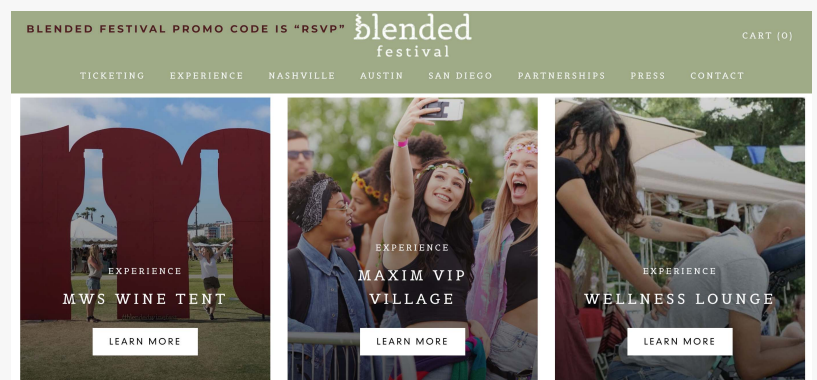 BLENDED FESTIVAL PROMO CODE IS “RSVP”
blended
festival
CART (0)
TICKETING EXPERIENCE NASHVILLE AUSTIN SAN DIEGO PARTNERSHIPS PRESS CONTACT
m
EXPERIENCE
MWS WINE TENT
LEARN MORE
EXPERIENCE
MAXIM VIP
VILLAGE
LEARN MORE
EXPERIENCE
WELLNESS LOUNGE
LEARN MORE